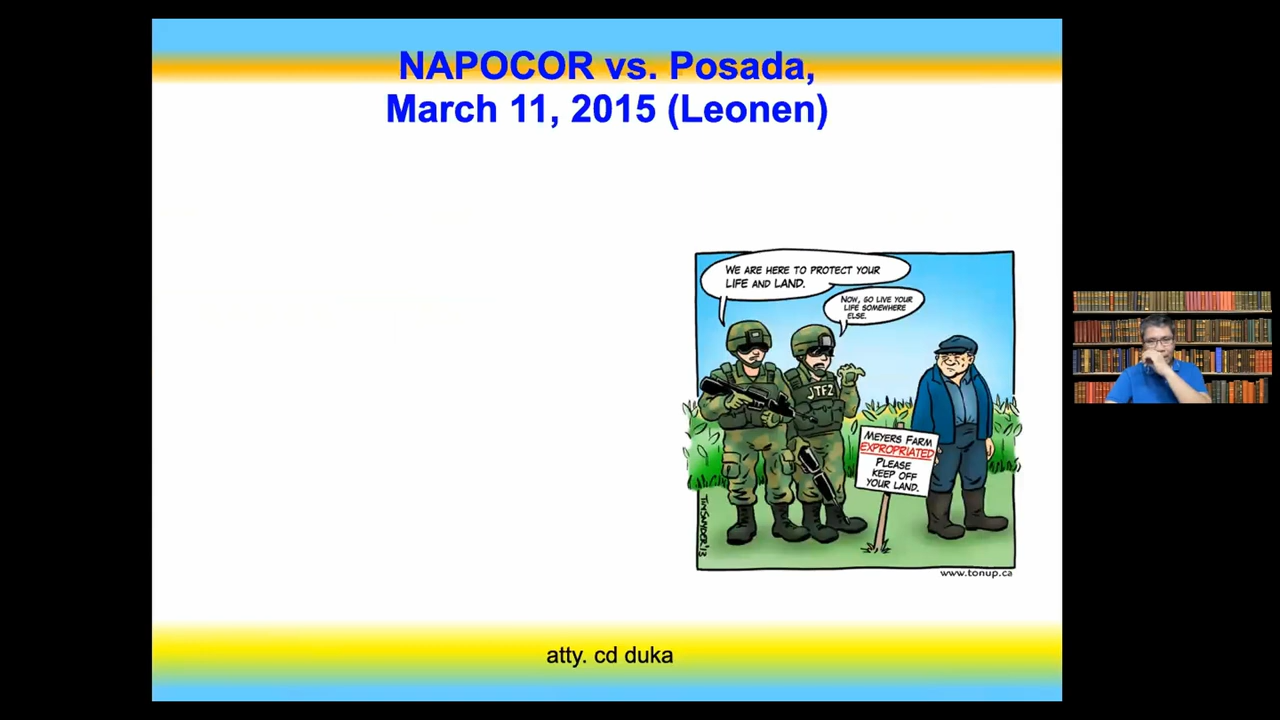 NAPOCOR vs. Posada,
March 11, 2015 (Leonen)
WE ARE HERE TO PROTECT YOUR
LIFE AND LAND.
NOW, GO LIVE YOUR
LIFE SOMEWHERE
ELSE.
JTF2
MEYERS FARM
EXPROPRIATED
PLEASE
KEEP OFF
YOUR LAND.
www.tonup.ca
atty. cd duka